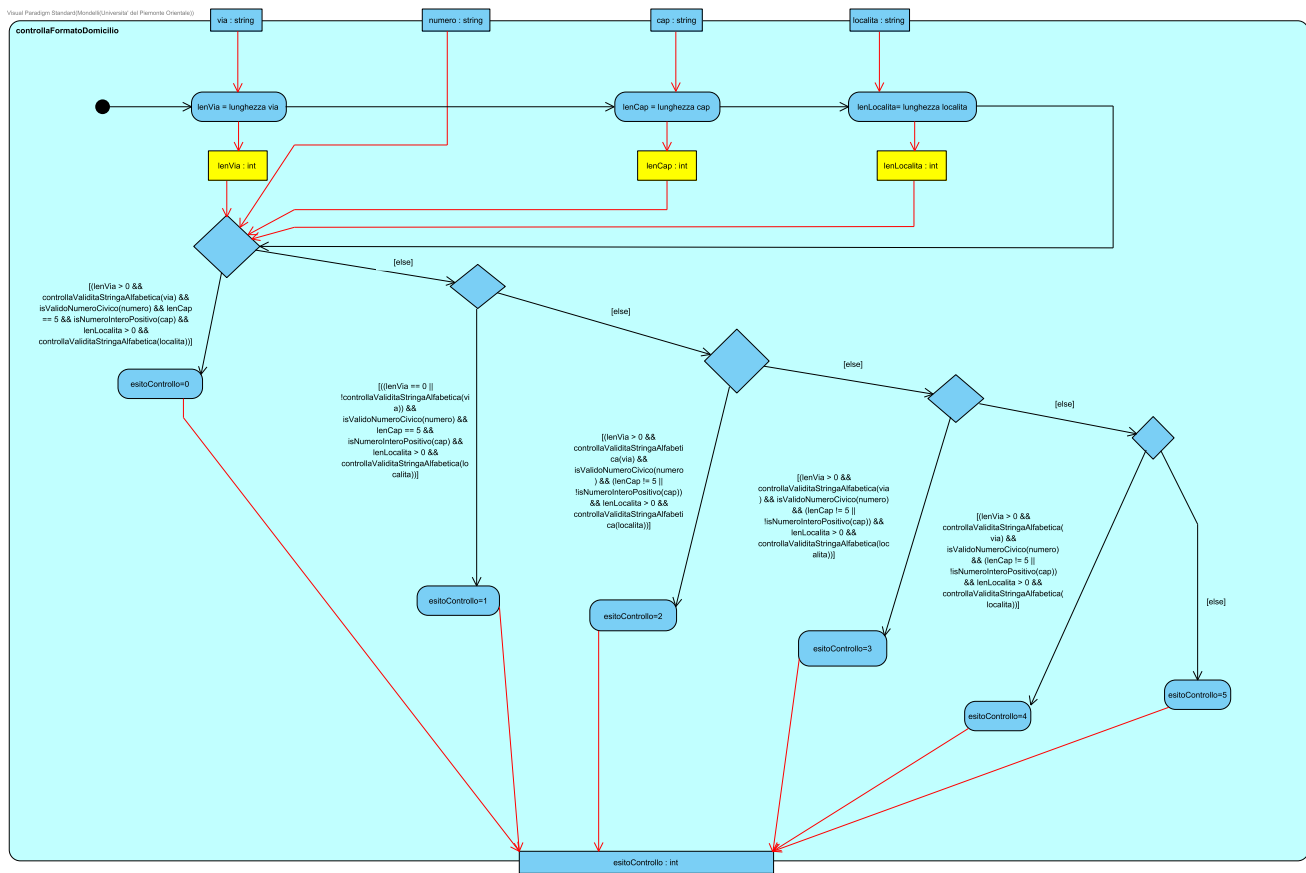 Visual Paradigm Standard(Mondelli(Universita' del Piemonte Orientale))
via : string
numero : string
cap : string
localita : string
controllaFormatoDomicilio
lenVia = lunghezza via
lenCap = lunghezza cap
lenLocalita= lunghezza localita
lenVia : int
lenCap : int
lenLocalita : int
[else]
[(lenVia > 0 &&
controllaValiditaStringaAlfabetica(via) &&
isValidoNumeroCivico(numero) && lenCap
== 5 && isNumeroInteroPositivo(cap) &&
lenLocalita > 0 &&
controllaValiditaStringaAlfabetica(localita))]
[else]
[else]
[else]
esitoControllo=0
[((lenVia == 0 ||
!controllaValiditaStringaAlfabetica(vi
a)) &&
isValidoNumeroCivico(numero) &&
lenCap == 5 &&
isNumeroInteroPositivo(cap) &&
lenLocalita > 0 &&
controllaValiditaStringaAlfabetica(lo
calita))]
[(lenVia > 0 &&
controllaValiditaStringaAlfabeti
ca(via) &&
isValidoNumeroCivico(numero
) && (lenCap != 5 ||
!isNumeroInteroPositivo(cap))
&& lenLocalita > 0 &&
controllaValiditaStringaAlfabeti
ca(localita))]
[(lenVia > 0 &&
controllaValiditaStringaAlfabetica(via
) && isValidoNumeroCivico(numero)
&& (lenCap != 5 ||
!isNumeroInteroPositivo(cap)) &&
lenLocalita > 0 &&
controllaValiditaStringaAlfabetica(loc
alita))]
[(lenVia > 0 &&
controllaValiditaStringaAlfabetica(
via) &&
isValidoNumeroCivico(numero)
&& (lenCap != 5 ||
!isNumeroInteroPositivo(cap))
&& lenLocalita > 0 &&
controllaValiditaStringaAlfabetica(
localita))]
[else]
esitoControllo=1
esitoControllo=2
esitoControllo=3
esitoControllo=4
esitoControllo=5
esitoControllo : int